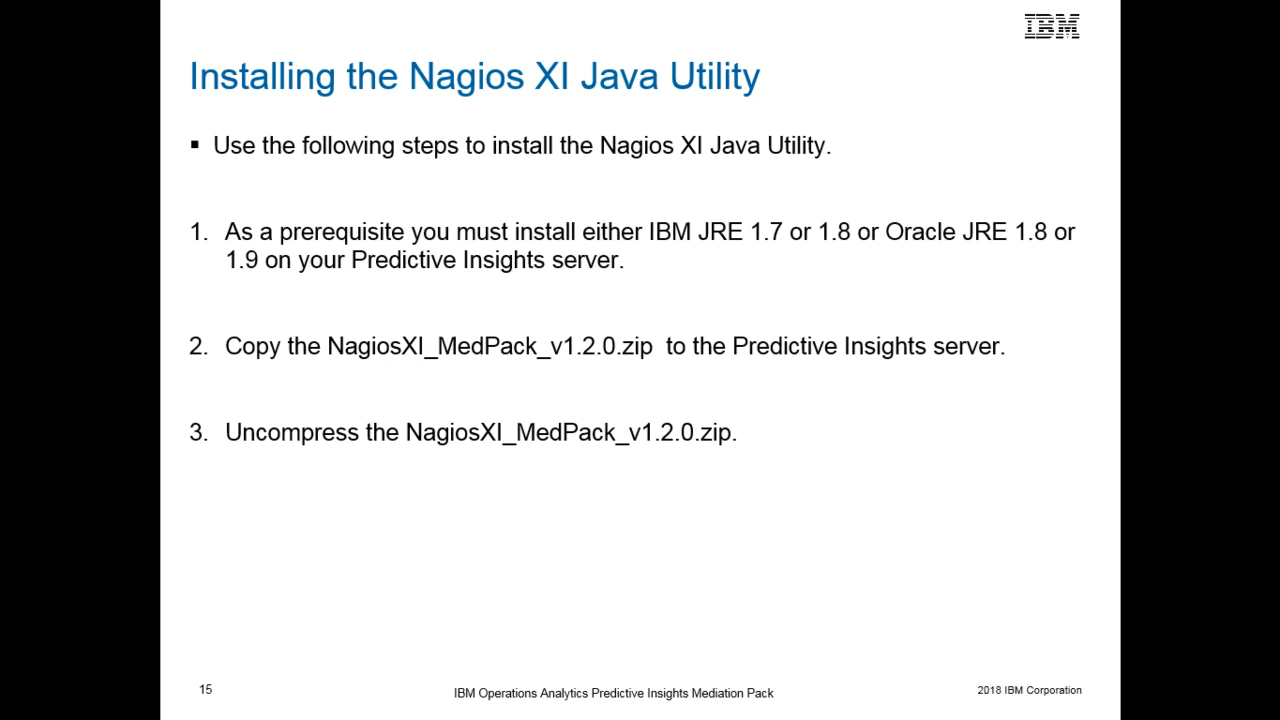 IBM
Installing the Nagios XI Java Utility
▪ Use the following steps to install the Nagios XI Java Utility.
1. As a prerequisite you must install either IBM JRE 1.7 or 1.8 or Oracle JRE 1.8 or
1.9 on your Predictive Insights server.
2. Copy the NagiosXI_MedPack_v1.2.0.zip  to the Predictive Insights server.
3. Uncompress the NagiosXI_MedPack_v1.2.0.zip.
15
IBM Operations Analytics Predictive Insights Mediation Pack
2018 IBM Corporation